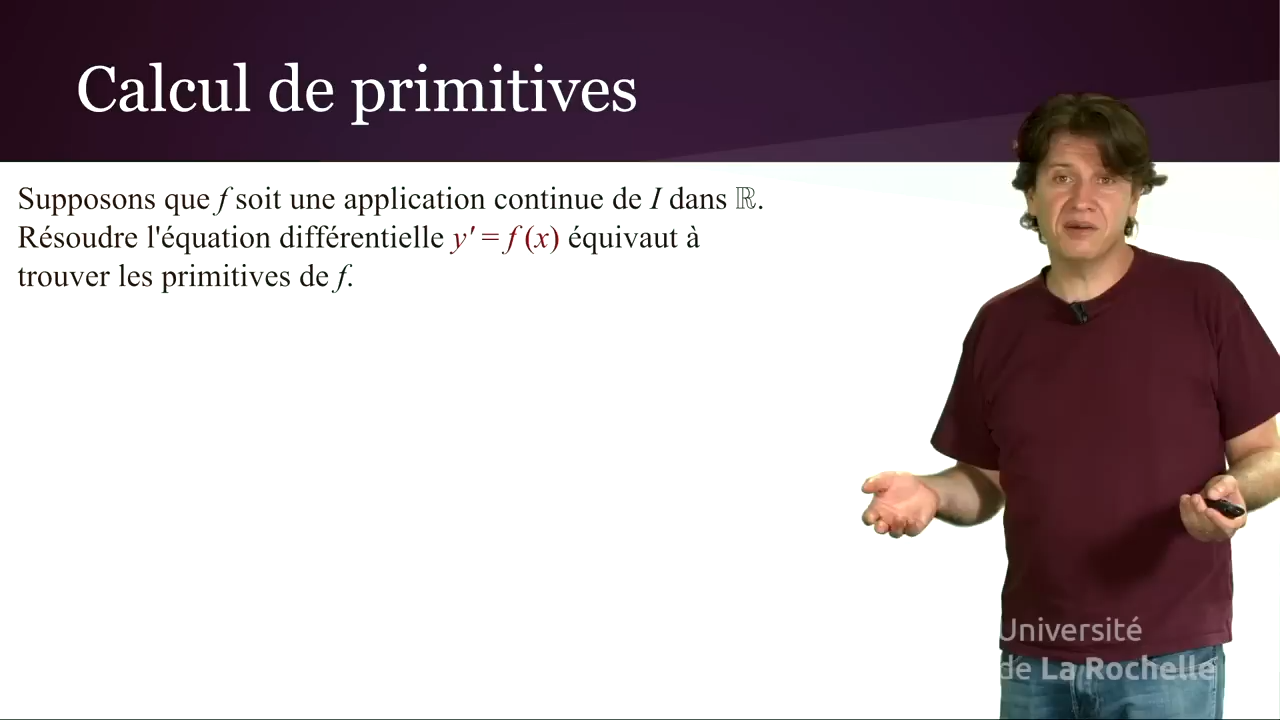 Calcul de primitives
Supposons que f soit une application continue de I dans ℝ.
Résoudre l'équation différentielle y' = f (x) équivaut à
trouver les primitives de f.
Université
de La Rochelle